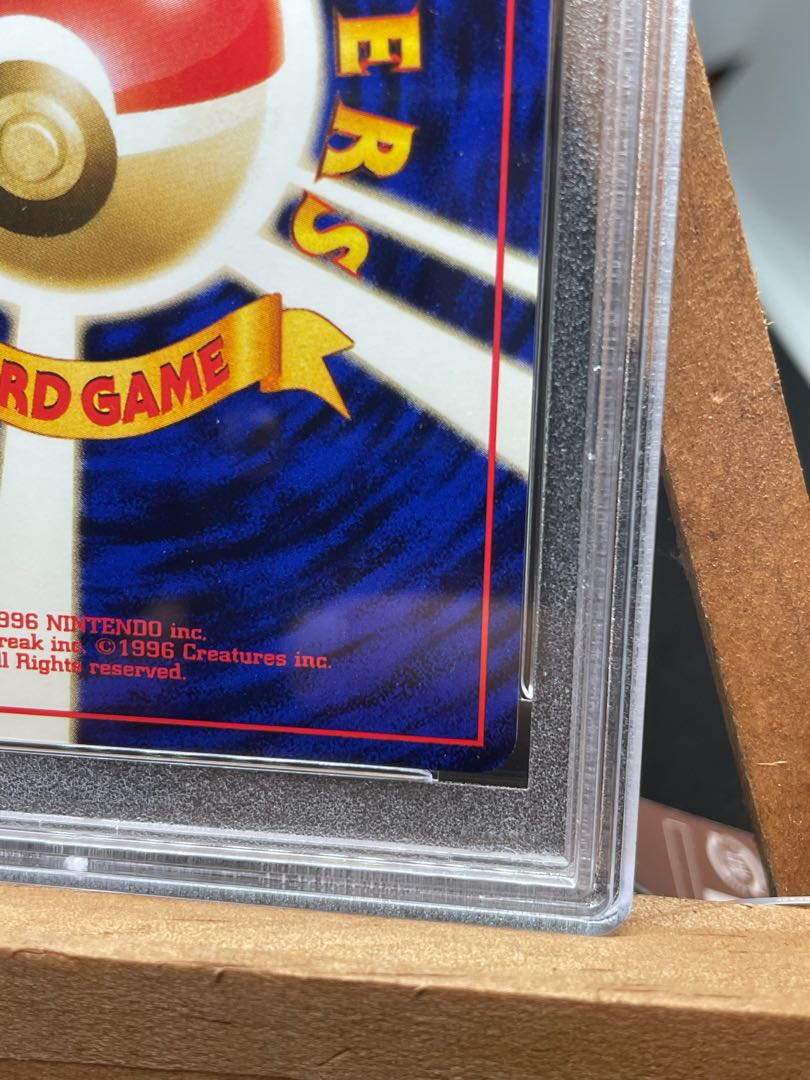 ERS
RD GAME
996 NINTENDO inc.
reak inc. ©1996 Creatures inc.
ll Rights reserved.